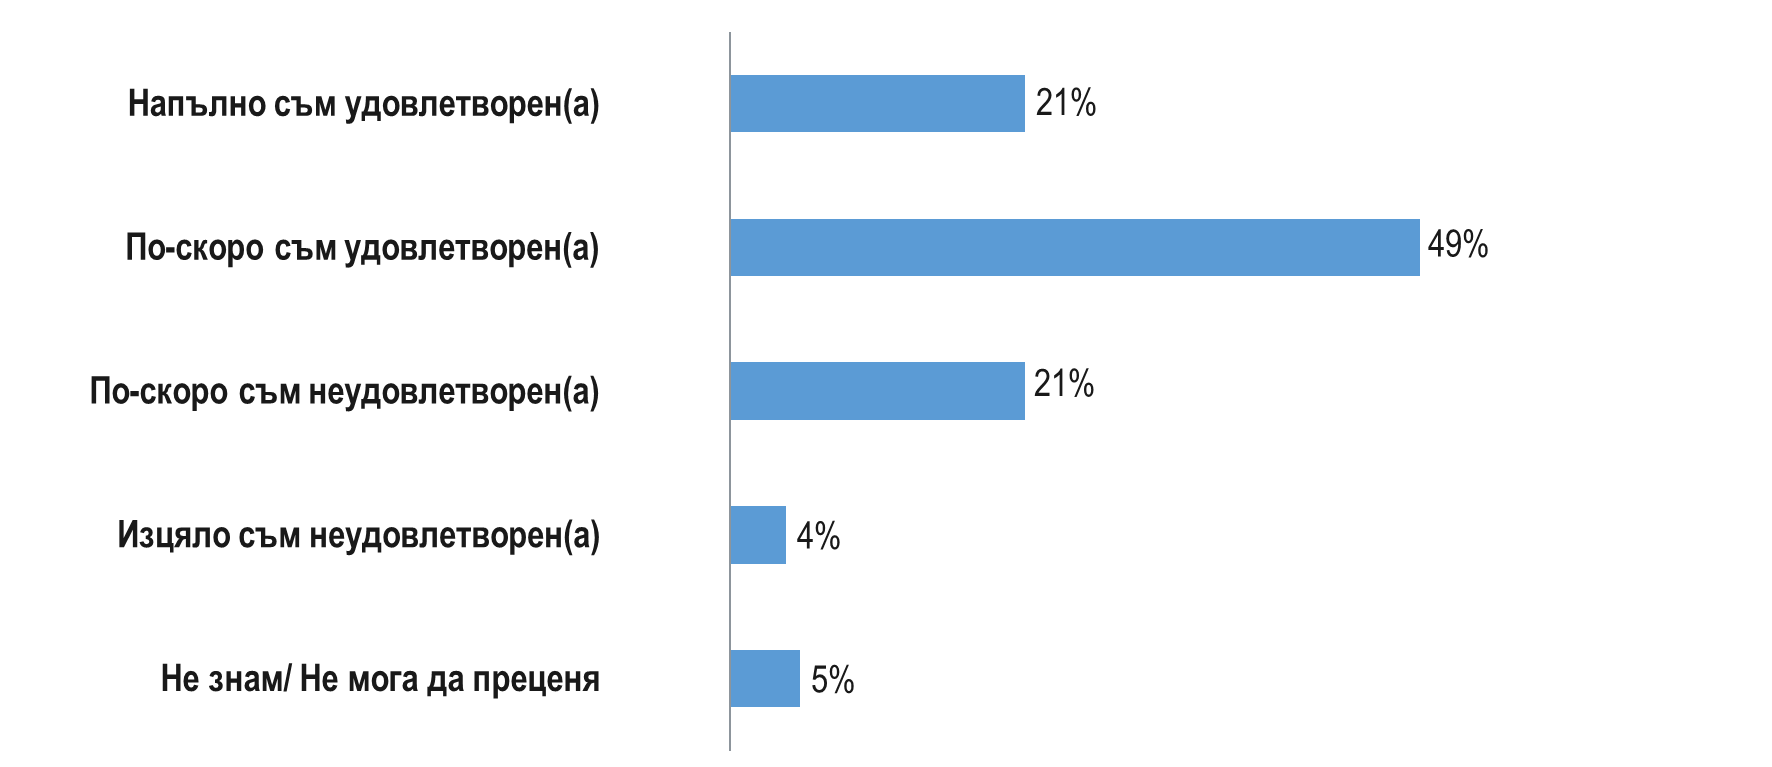 Напълно съм удовлетворен(а) 21%
По-скоро съм удовлетворен(а) 49%
По-скоро съм неудовлетворен(а) 21%
Изцяло съм неудовлетворен(а) 4%
Не знам/ Не мога да преценя 5%